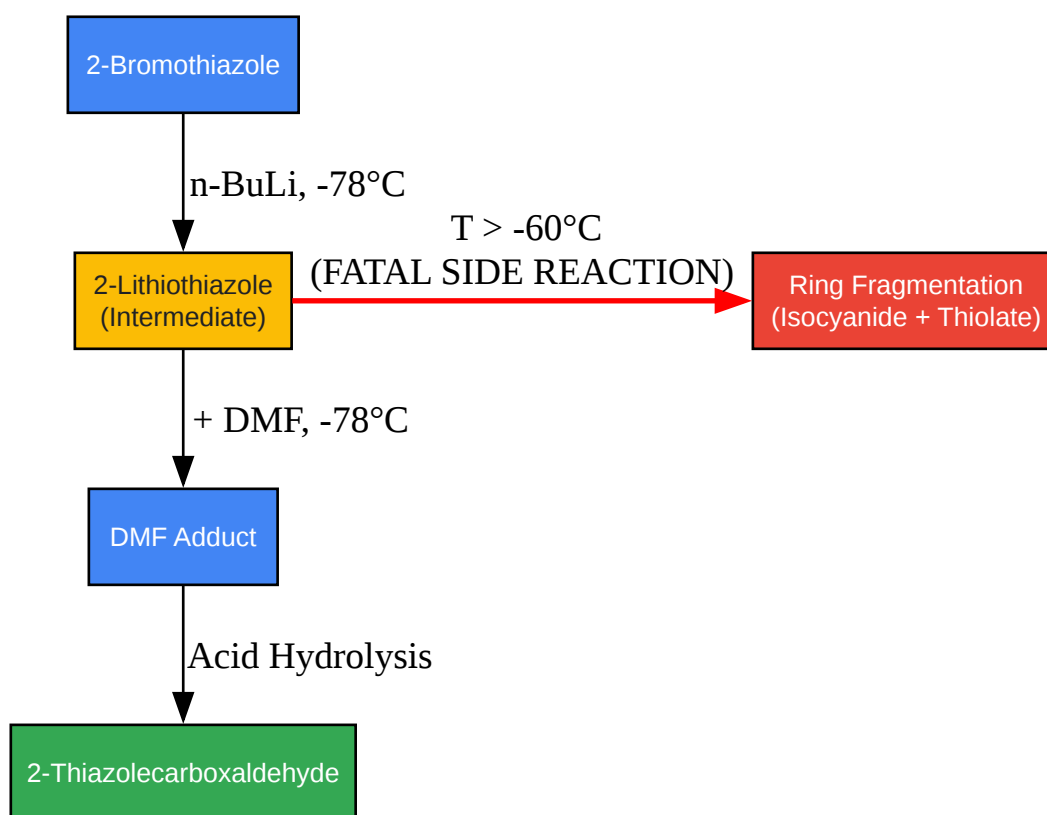 2-Bromothiazole
n-BuLi, -78°C
T > -60°C
(FATAL SIDE REACTION)
2-Lithiothiazole
(Intermediate)
Ring Fragmentation
(Isocyanide + Thiolate)
+ DMF, -78°C
DMF Adduct
Acid Hydrolysis
2-Thiazolecarboxaldehyde